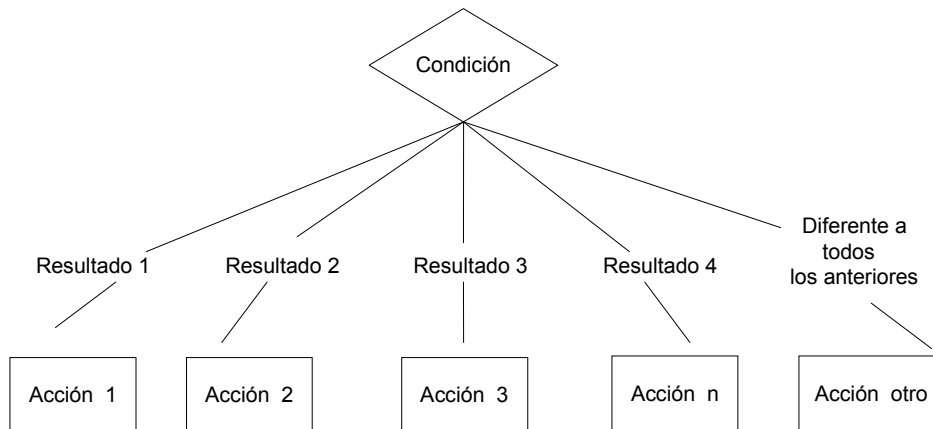 Condición
Resultado 1
Resultado 2
Resultado 3
Resultado 4
Diferente a
todos
los anteriores
Acción 1
Acción 2
Acción 3
Acción n
Acción otro